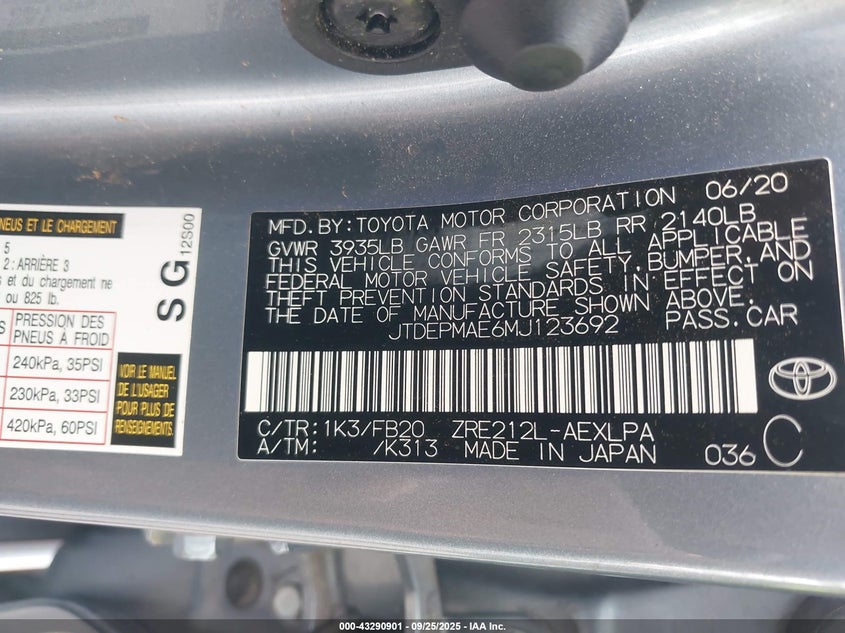 PNEUS ET LE CHARGEMENT
5
2 : ARRIÈRE 3
s et du chargement ne
ou 825 lb.
PRESSION DES
PNEUS À FROID
240kPa, 35PSI
230kPa, 33PSI
420kPa, 60PSI
VOIR LE MANUEL
DE L'USAGER
POUR PLUS DE
RENSEIGNEMENTS.
SG
12S00
MFD. BY: TOYOTA MOTOR CORPORATION 06/20
GVWR 3935LB GAWR FR 2315LB RR 2140LB
THIS VEHICLE CONFORMS TO ALL APPLICABLE
FEDERAL MOTOR VEHICLE SAFETY, BUMPER, AND
THEFT PREVENTION STANDARDS IN EFFECT ON
THE DATE OF MANUFACTURE SHOWN ABOVE.
JTDEPMAE6MJ123692 PASS. CAR
C/TR: 1K3/FB20 ZRE212L-AEXLPA
A/TM: /K313 MADE IN JAPAN 036 C
000-43290901 - 09/25/2025 - IAA Inc.